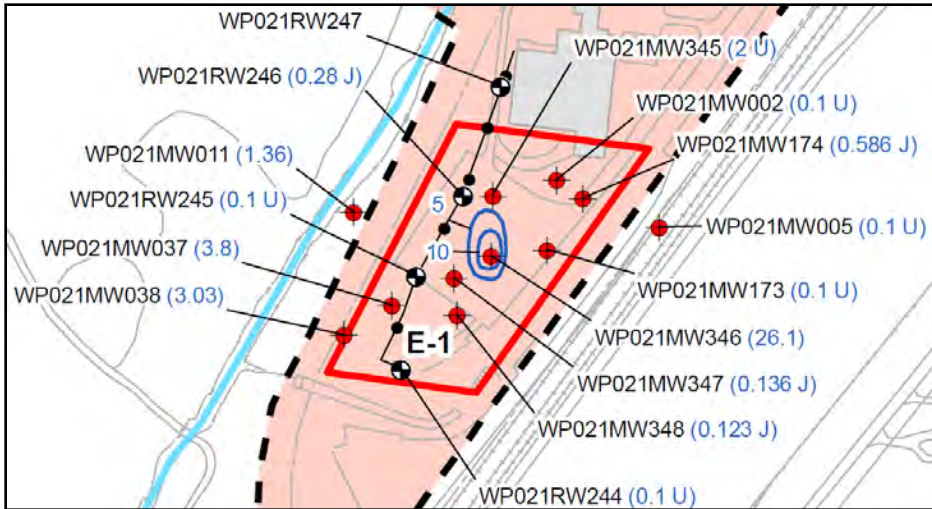 WP021RW247
WP021MW345 (2 U)
WP021RW246 (0.28 J)
WP021MW002 (0.1 U)
WP021MW174 (0.586 J)
WP021MW011 (1.36)
WP021RW245 (0.1 U)
5
WP021MW005 (0.1 U)
WP021MW037 (3.8)
10
WP021MW038 (3.03)
WP021MW173 (0.1 U)
E-1
WP021MW346 (26.1)
WP021MW347 (0.136 J)
WP021MW348 (0.123 J)
WP021RW244 (0.1 U)